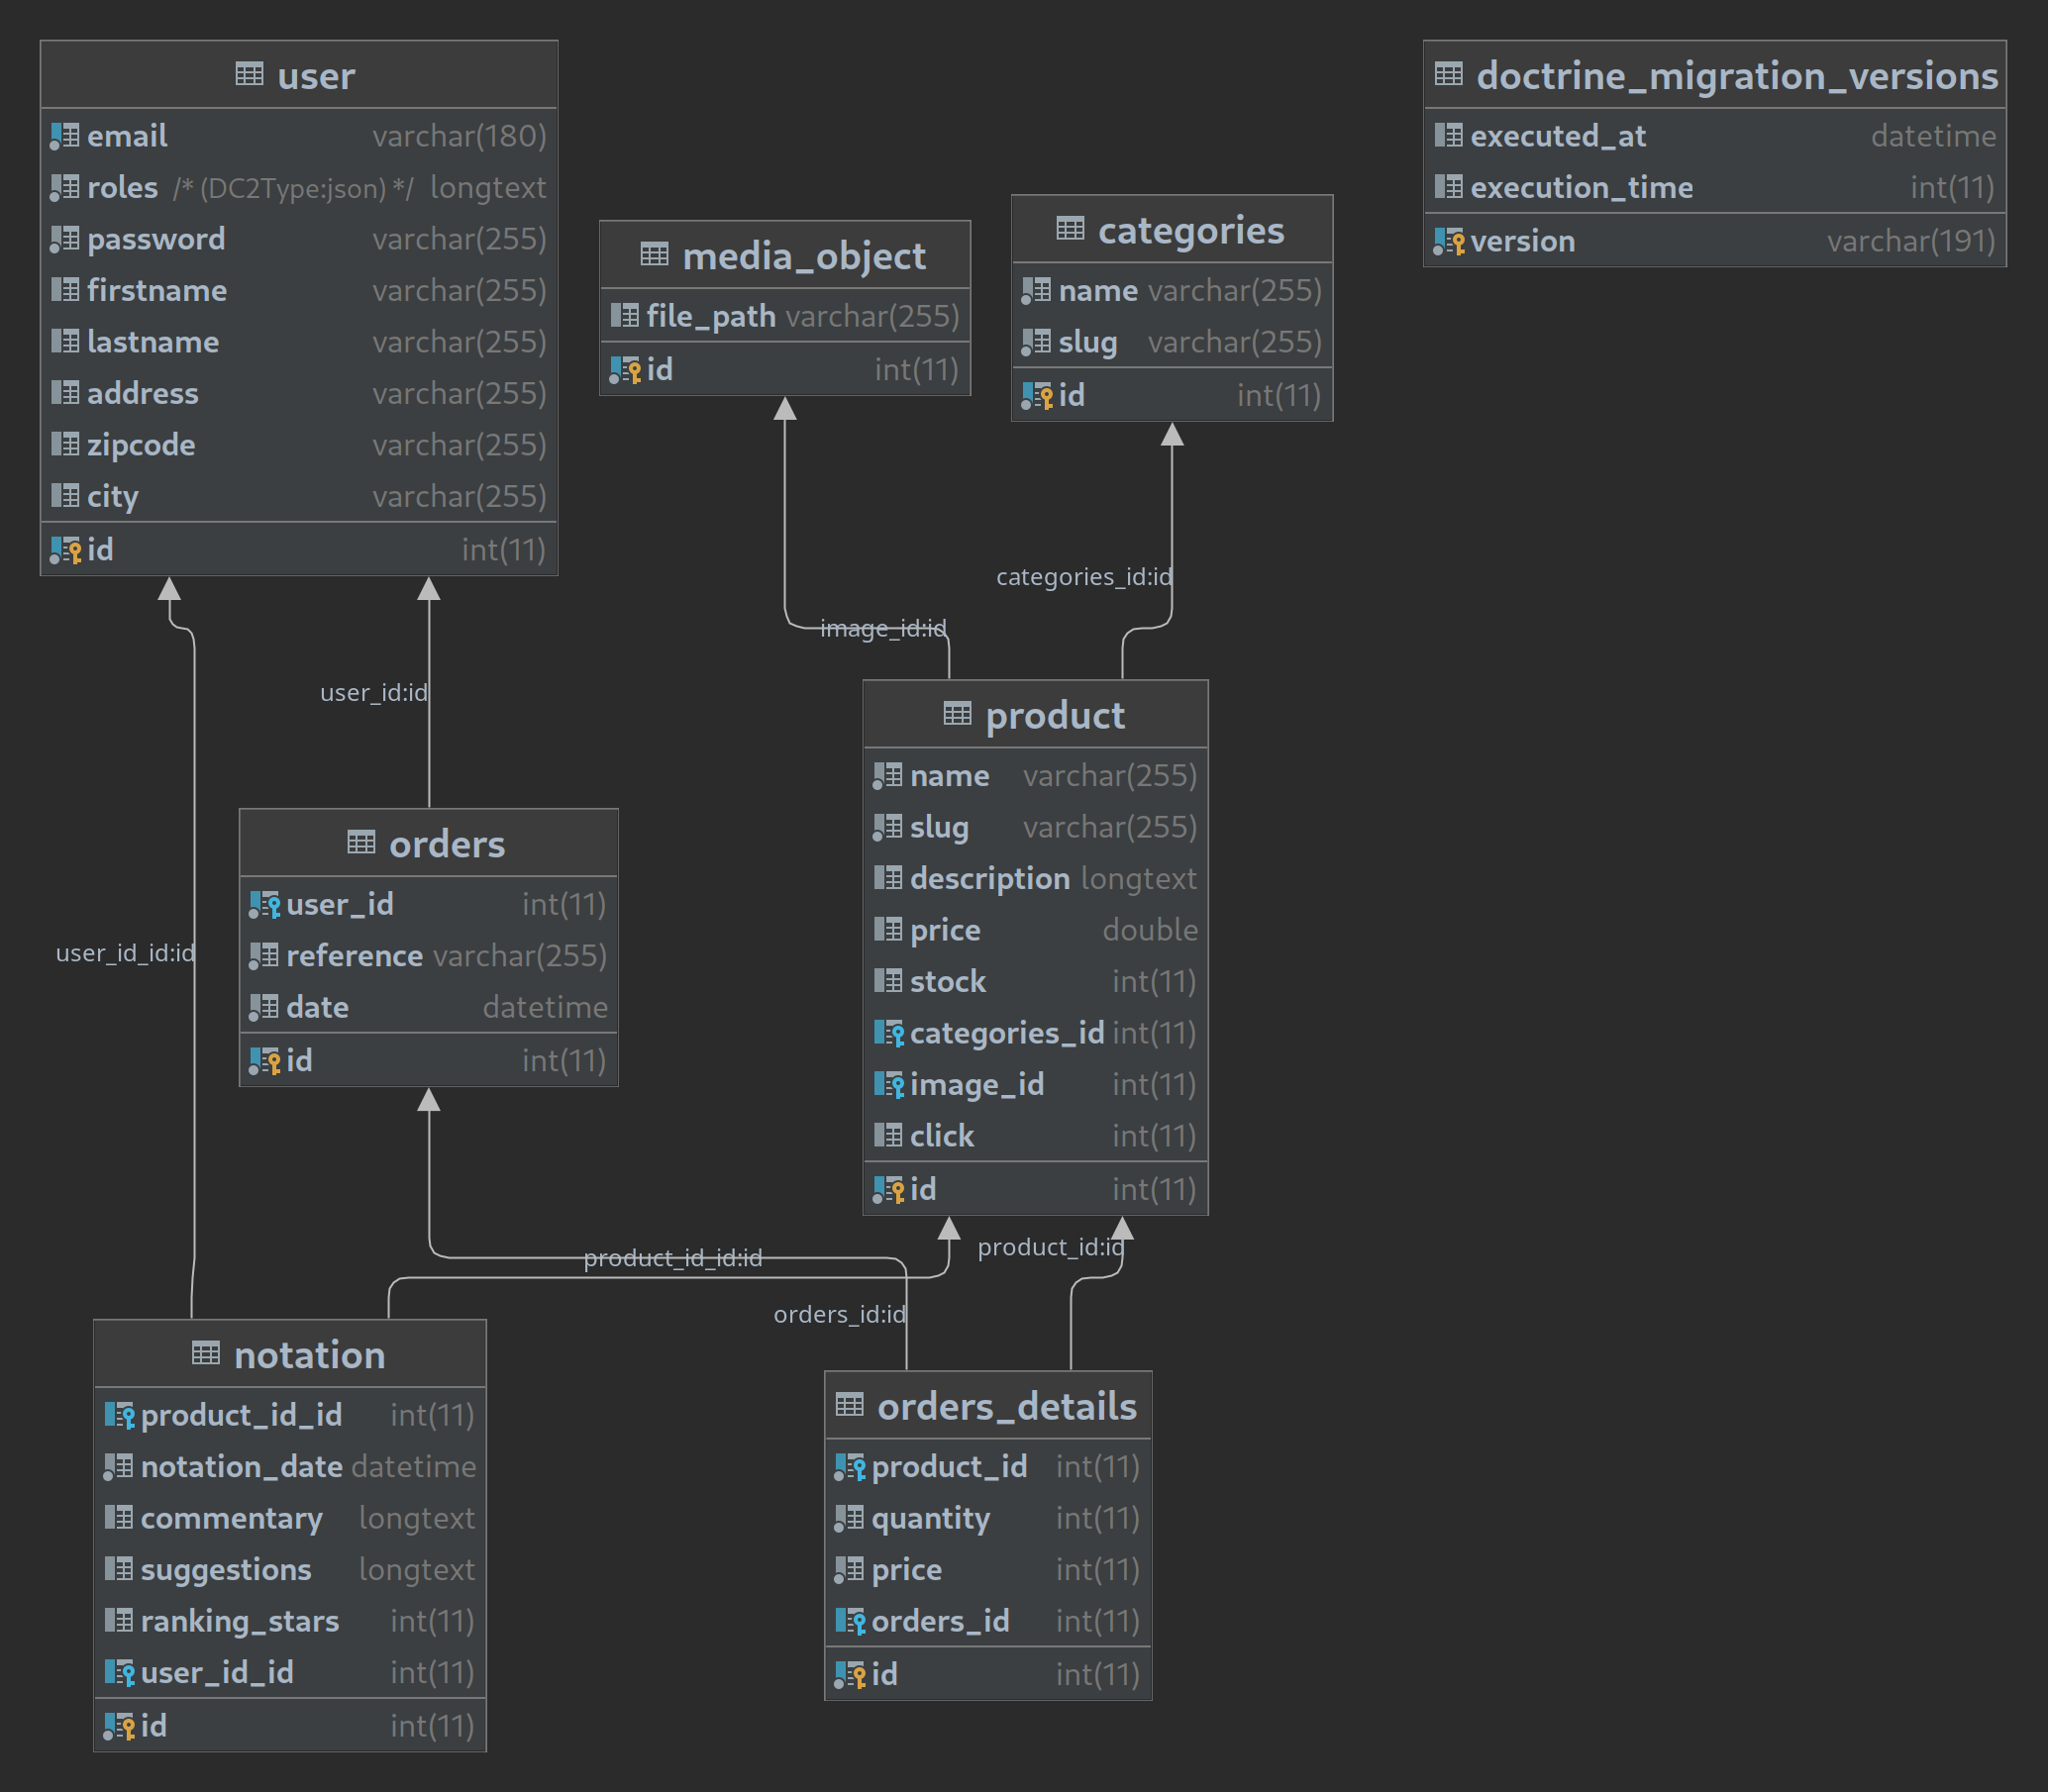 user
email varchar(180)
roles /* (DC2Type:json) */ longtext
password varchar(255)
firstname varchar(255)
lastname varchar(255)
address varchar(255)
zipcode varchar(255)
city varchar(255)
id int(11)
media_object
file_path varchar(255)
id int(11)
categories
name varchar(255)
slug varchar(255)
id int(11)
doctrine_migration_versions
executed_at datetime
execution_time int(11)
version varchar(191)
categories_id:id
image_id:id
user_id:id
product
name varchar(255)
slug varchar(255)
description longtext
price double
stock int(11)
categories_id int(11)
image_id int(11)
click int(11)
id int(11)
orders
user_id int(11)
reference varchar(255)
date datetime
id int(11)
user_id_id:id
product_id_id:id
product_id:id
orders_id:id
notation
product_id_id int(11)
notation_date datetime
commentary longtext
suggestions longtext
ranking_stars int(11)
user_id_id int(11)
id int(11)
orders_details
product_id int(11)
quantity int(11)
price int(11)
orders_id int(11)
id int(11)